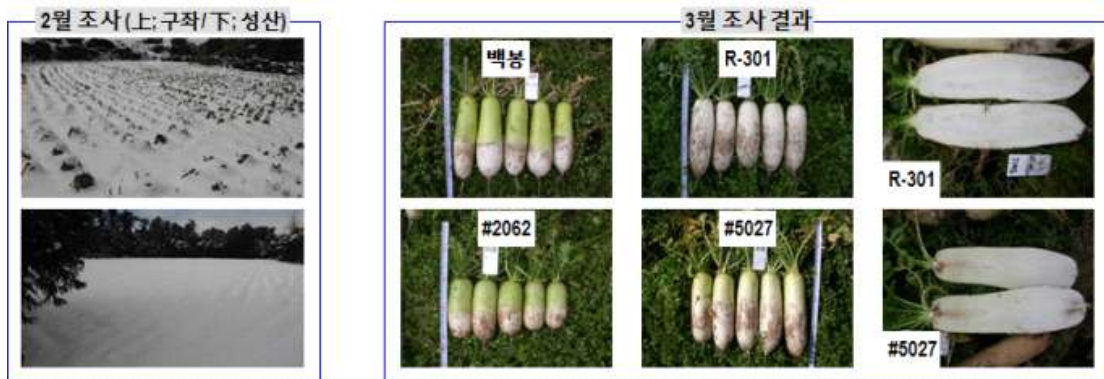 2월 조사 (上; 구좌/下; 성산)
3월 조사 결과
백봉
R-301
R-301
#2062
#5027
#5027